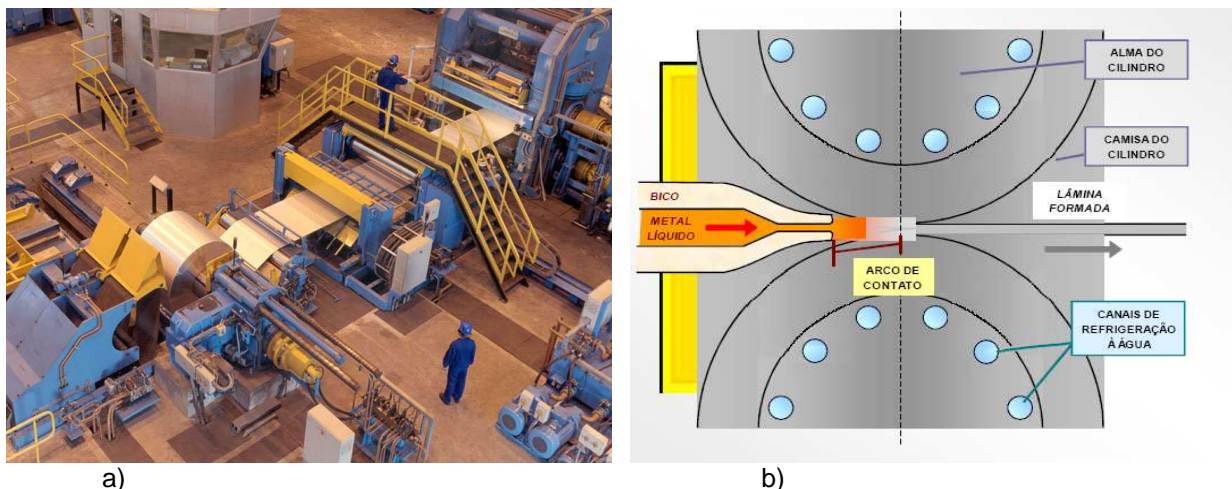 ALMA DO
CILINDRO
CAMISA DO
CILINDRO
BICO
LÂMINA
FORMADA
METAL
LÍQUIDO
ARCO DE
CONTATO
CANAIS DE
REFRIGERAÇÃO
À ÁGUA
a)
b)